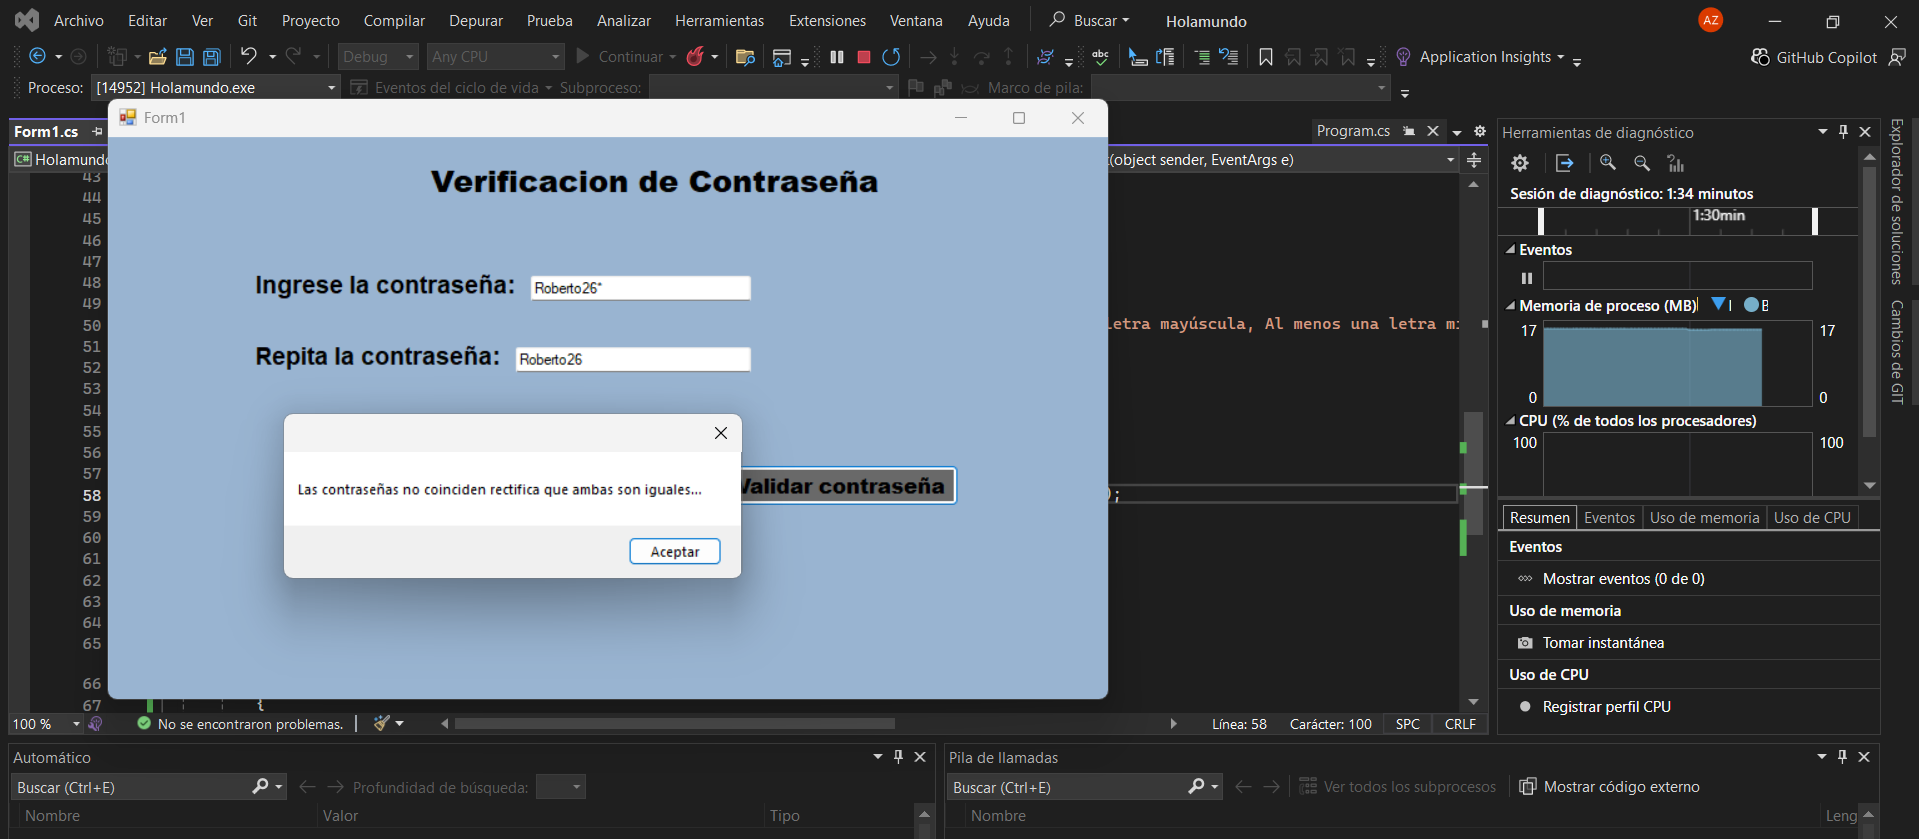 Archivo Editar Ver Git Proyecto Compilar Depurar Prueba Analizar Herramientas Extensiones Ventana Ayuda Buscar Holamundo AZ
Debug Any CPU Continuar abc Application Insights GitHub Copilot
Proceso: [14952] Holamundo.exe Eventos del ciclo de vida Subproceso: Marco de pila:
Form1.cs Program.cs
C# Holamundo (object sender, EventArgs e)
43
44
45
46
47
48
49
50 letra mayúscula, Al menos una letra mi
51
52
53
54
55
56
57
58 );
59
60
61
62
63
64
65
66
67 {
Form1
Verificacion de Contraseña
Ingrese la contraseña: Roberto26*
Repita la contraseña: Roberto26
Validar contraseña
Las contraseñas no coinciden rectifica que ambas son iguales...
Aceptar
100 % No se encontraron problemas. Línea: 58 Carácter: 100 SPC CRLF
Herramientas de diagnóstico
Sesión de diagnóstico: 1:34 minutos
1:30min
Eventos
Memoria de proceso (MB)
17 17
0 0
CPU (% de todos los procesadores)
100 100
Resumen Eventos Uso de memoria Uso de CPU
Eventos
Mostrar eventos (0 de 0)
Uso de memoria
Tomar instantánea
Uso de CPU
Registrar perfil CPU
Explorador de soluciones
Cambios de GIT
Automático
Buscar (Ctrl+E) Profundidad de búsqueda:
Nombre Valor Tipo
Pila de llamadas
Buscar (Ctrl+E) Ver todos los subprocesos Mostrar código externo
Nombre Leng